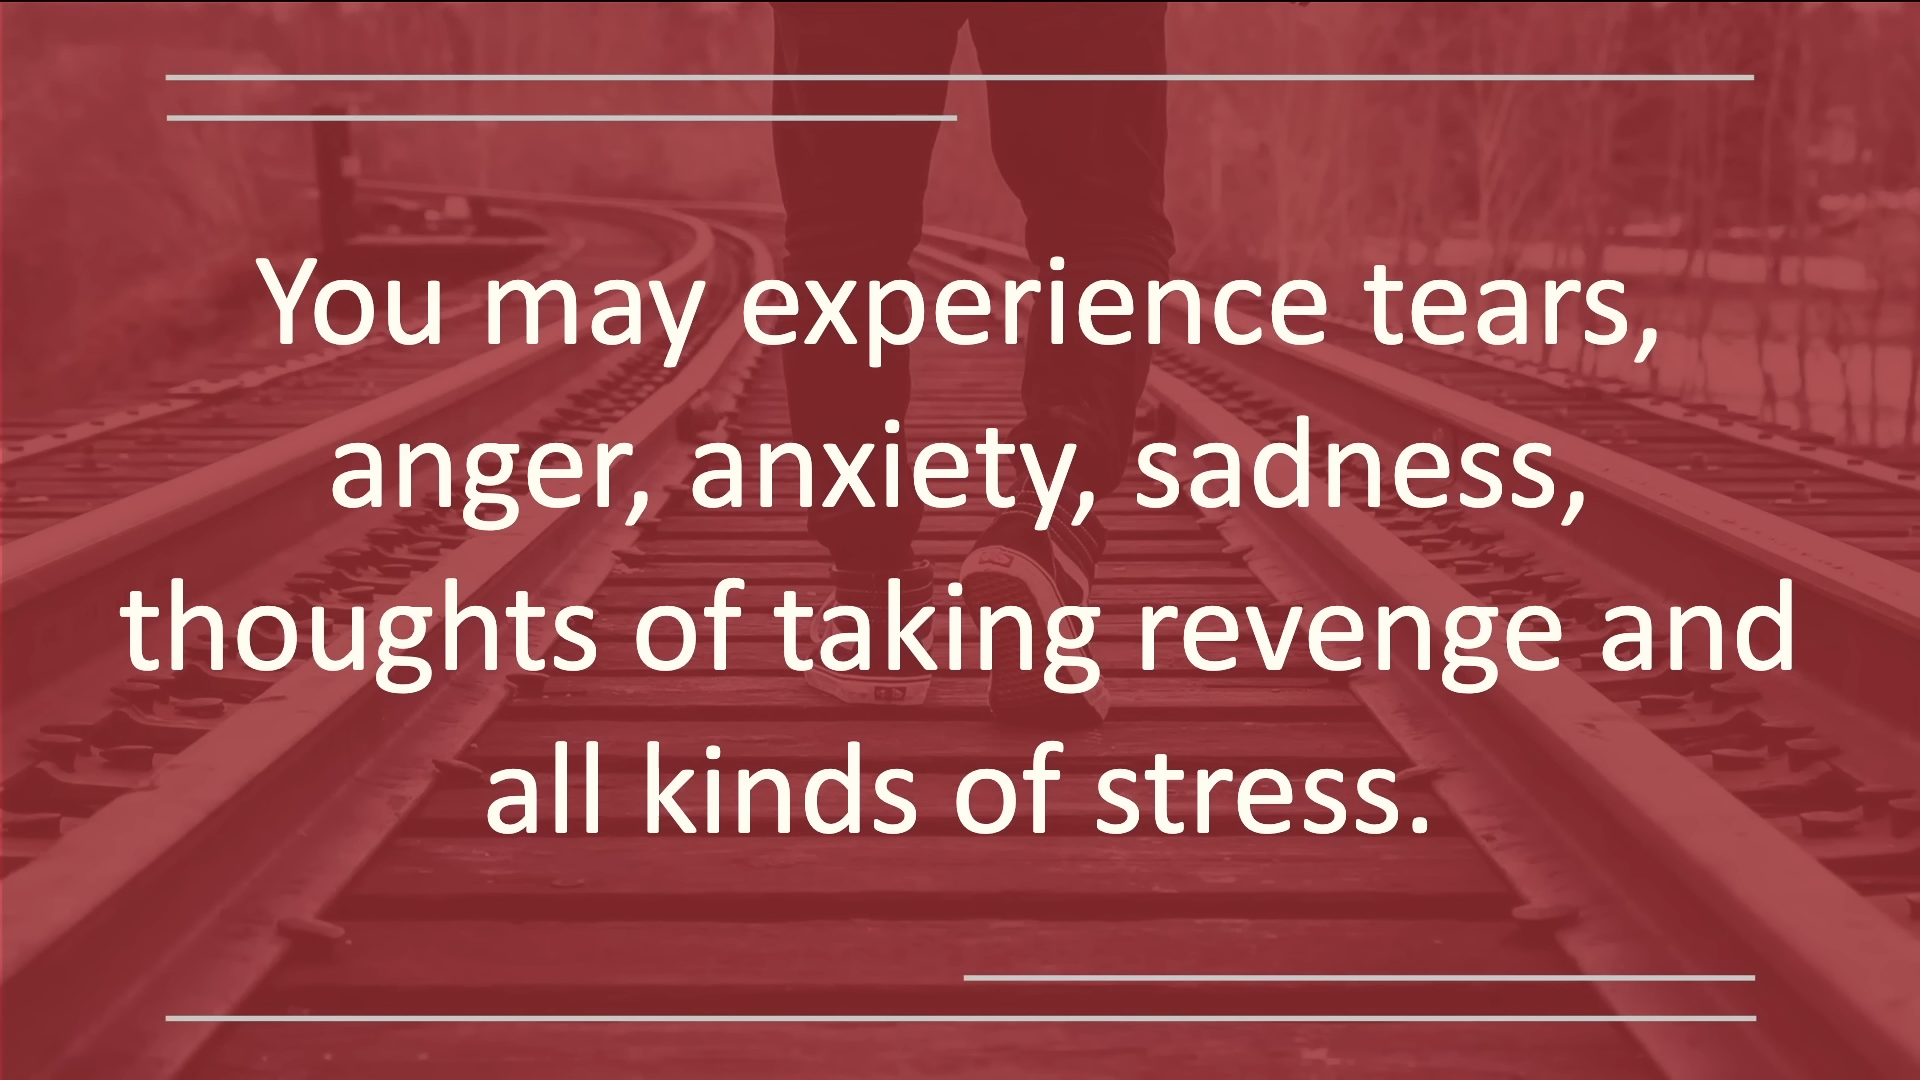 You may experience tears,
anger, anxiety, sadness,
thoughts of taking revenge and
all kinds of stress.